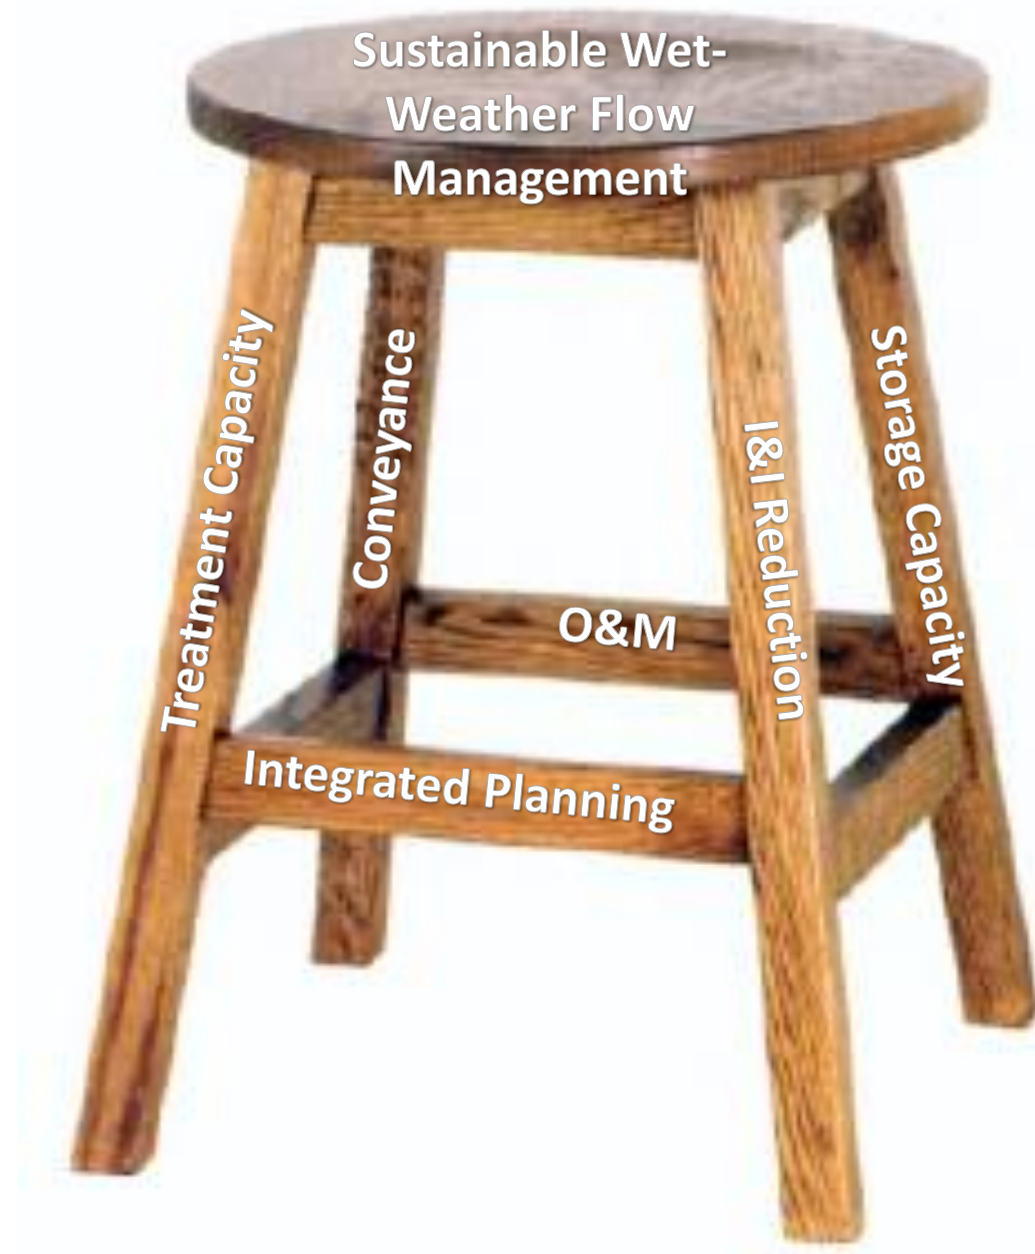 Sustainable Wet-
Weather Flow
Management
Treatment Capacity
Conveyance
I&I Reduction
Storage Capacity
O&M
Integrated Planning